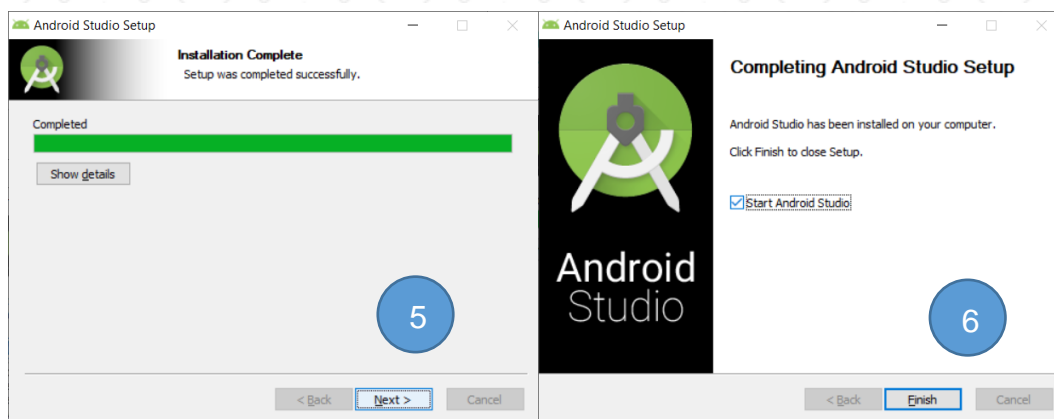 Android Studio Setup
Installation Complete
Setup was completed successfully.
Completed
Show details
5
< Back
Next >
Cancel
Android Studio Setup
Android
Studio
Completing Android Studio Setup
Android Studio has been installed on your computer.
Click Finish to close Setup.
Start Android Studio
6
< Back
Finish
Cancel